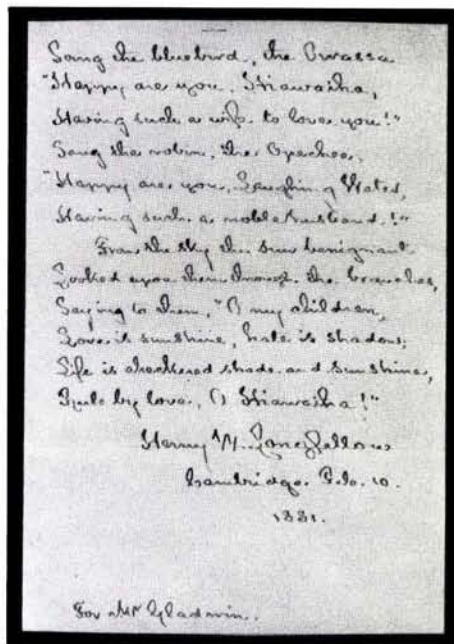 Sang the bluebird, the Owaissa
"Happy are you, Hiawatha,
Having such a wife to love you!"
Sang the robin, the Opechee,
"Happy are you, Laughing Water,
Having such a noble husband!"
From the sky the sun benignant
Looked upon them through the branches,
Saying to them, "O my children,
Love is sunshine, hate is shadow,
Life is checkered shade and sunshine,
Rule by love, O Hiawatha!"
Henry W. Longfellow
Cambridge. Feb. 10.
1881.
For Mr Gladwin.